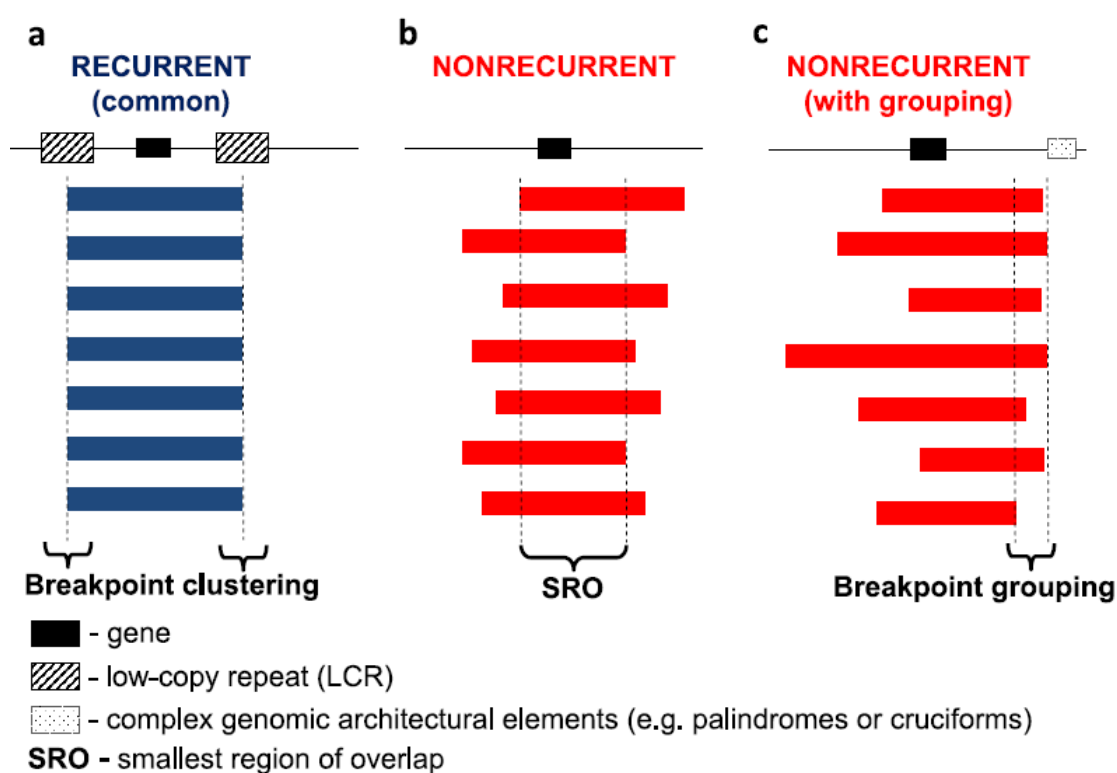 a
RECURRENT
(common)
b
NONRECURRENT
c
NONRECURRENT
(with grouping)
Breakpoint clustering
SRO
Breakpoint grouping
- gene
- low-copy repeat (LCR)
- complex genomic architectural elements (e.g. palindromes or cruciforms)
SRO - smallest region of overlap